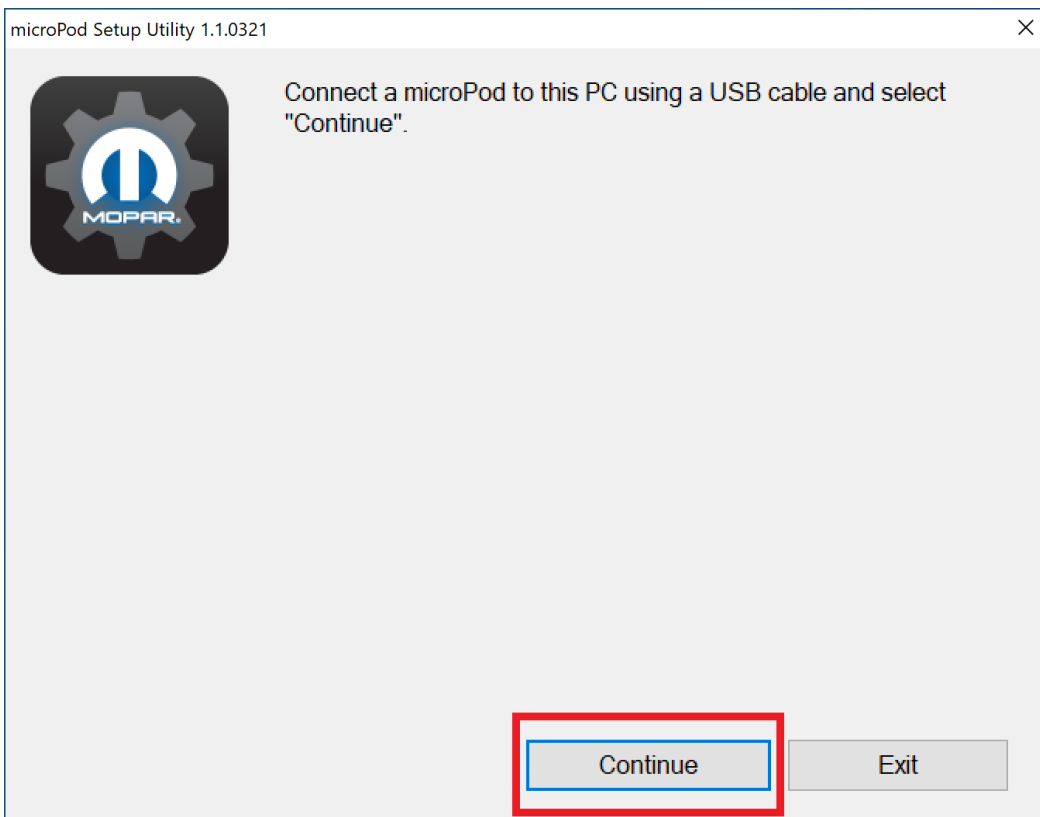 microPod Setup Utility 1.1.0321
Connect a microPod to this PC using a USB cable and select
"Continue".
MOPAR.
Continue
Exit